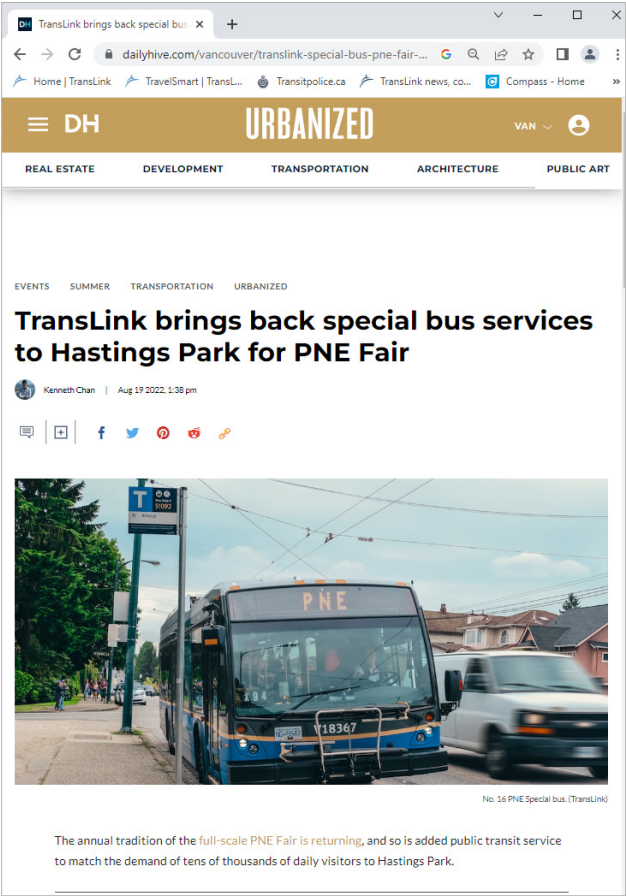 TransLink brings back special bus
dailyhive.com/vancouver/translink-special-bus-pne-fair-...
Home | TransLink
TravelSmart | TransL...
Transitpolice.ca
TransLink news, co...
Compass - Home
DH
URBANIZED
VAN
REAL ESTATE
DEVELOPMENT
TRANSPORTATION
ARCHITECTURE
PUBLIC ART
EVENTS
SUMMER
TRANSPORTATION
URBANIZED
TransLink brings back special bus services
to Hastings Park for PNE Fair
Kenneth Chan | Aug 19 2022, 1:38 pm
T
51092
PNE
V18367
No. 16 PNE Special bus. (TransLink)
The annual tradition of the full-scale PNE Fair is returning, and so is added public transit service
to match the demand of tens of thousands of daily visitors to Hastings Park.